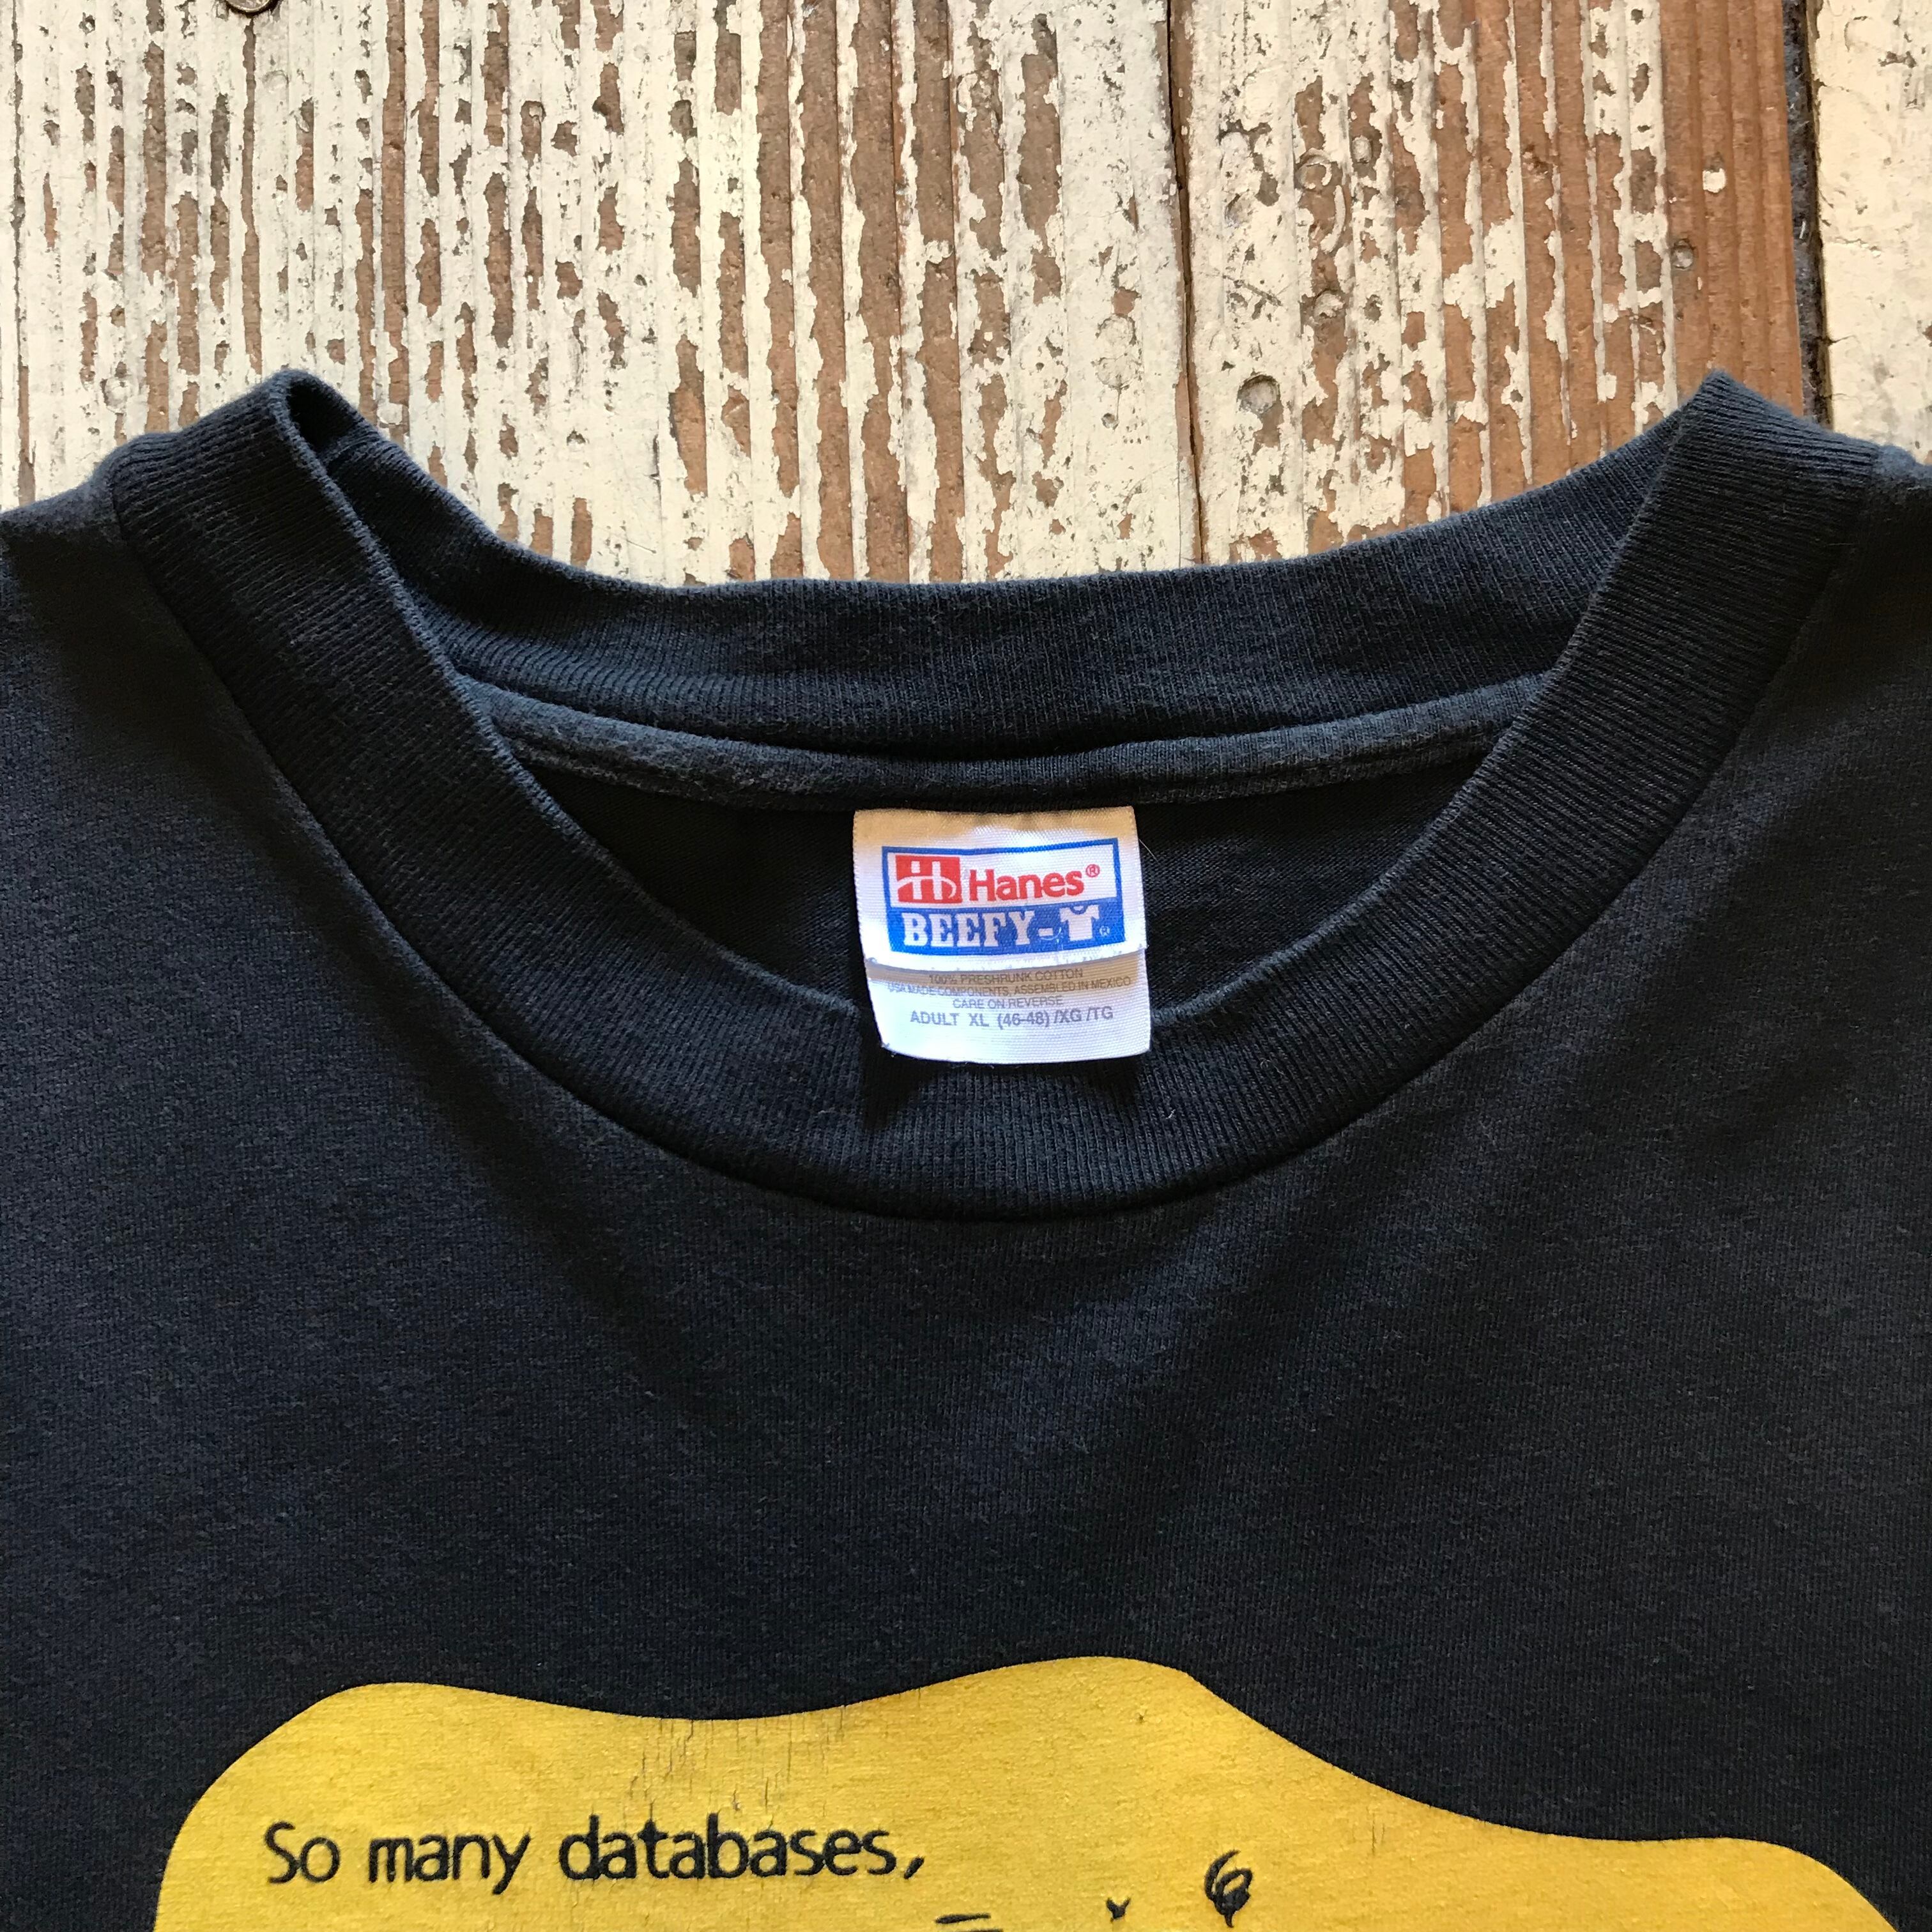 Hanes®
BEEFY-T®
100% PRESHRUNK COTTON
USA MADE COMPONENTS, ASSEMBLED IN MEXICO
CARE ON REVERSE
ADULT XL (46-48) /XG /TG
So many databases,